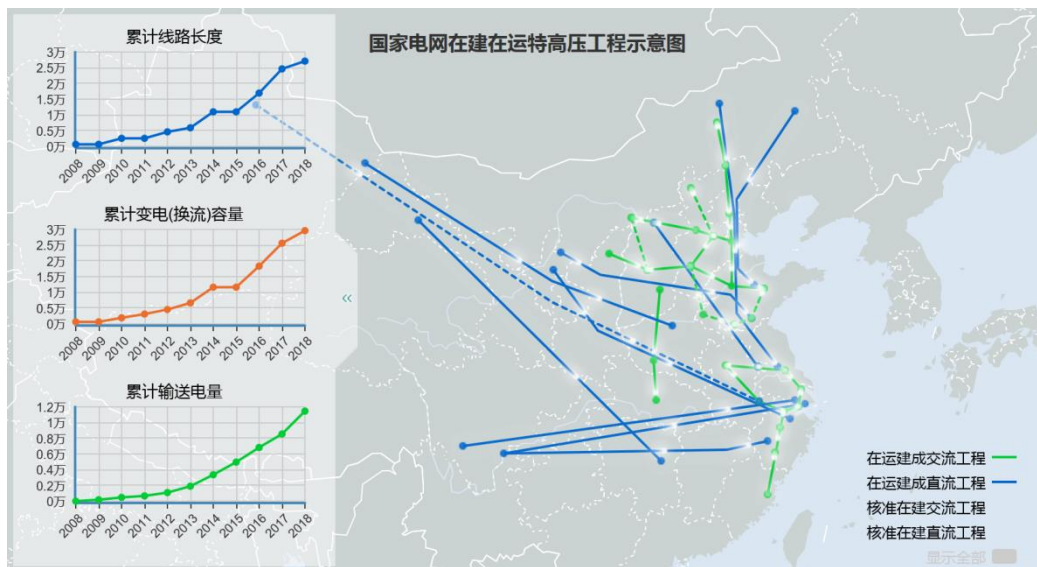 国家电网在建在运特高压工程示意图
累计线路长度
3万
2.5万
2万
1.5万
1万
0.5万
0万
2008 2009 2010 2011 2012 2013 2014 2015 2016 2017 2018
累计变电(换流)容量
3万
2.5万
2万
1.5万
1万
0.5万
0万
2008 2009 2010 2011 2012 2013 2014 2015 2016 2017 2018
累计输送电量
1.2万
1万
0.8万
0.6万
0.4万
0.2万
0万
2008 2009 2010 2011 2012 2013 2014 2015 2016 2017 2018
«
在运建成交流工程
在运建成直流工程
核准在建交流工程
核准在建直流工程
显示全部